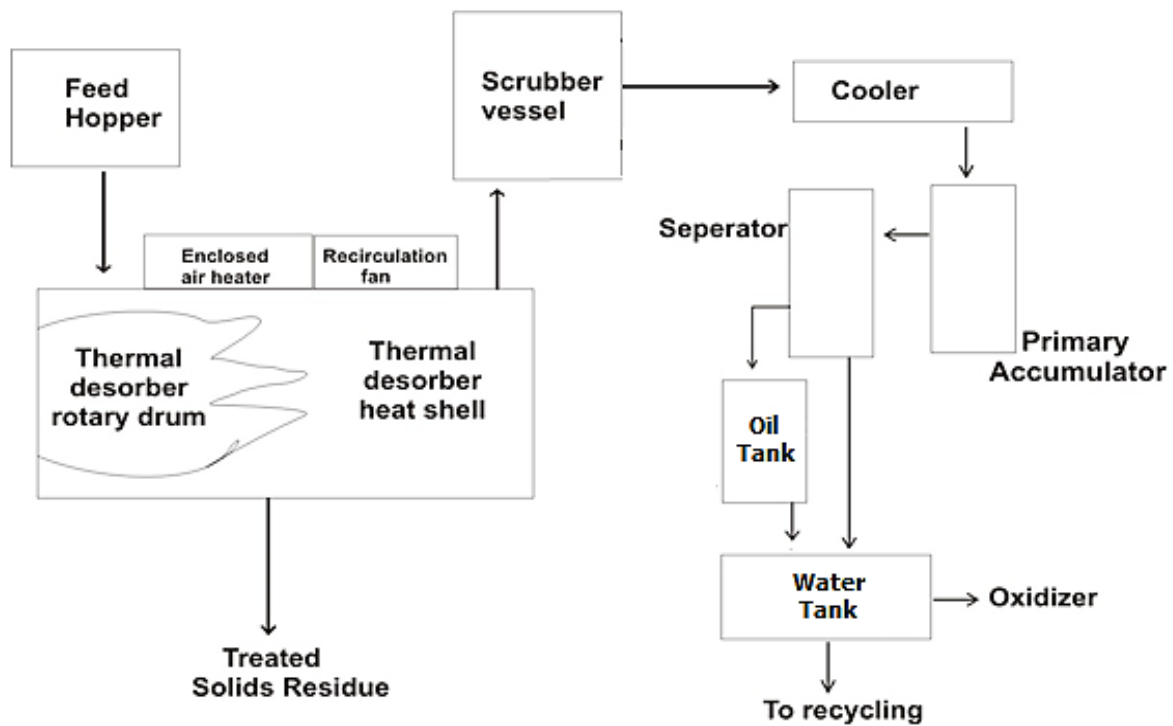 Feed
Hopper
Scrubber
vessel
Cooler
Seperator
Primary
Accumulator
Enclosed
air heater
Recirculation
fan
Thermal
desorber
rotary drum
Thermal
desorber
heat shell
Oil
Tank
Water
Tank
Oxidizer
Treated
Solids Residue
To recycling